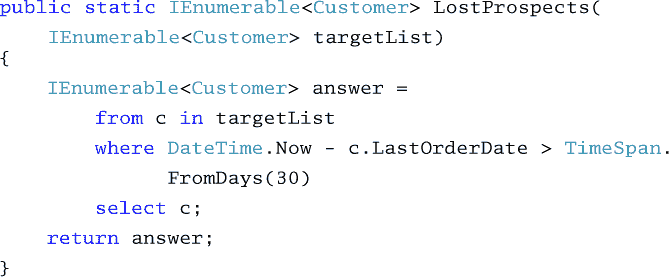 public static IEnumerable<Customer> LostProspects(
    IEnumerable<Customer> targetList)
{
    IEnumerable<Customer> answer =
        from c in targetList
        where DateTime.Now - c.LastOrderDate > TimeSpan.
              FromDays(30)
        select c;
    return answer;
}